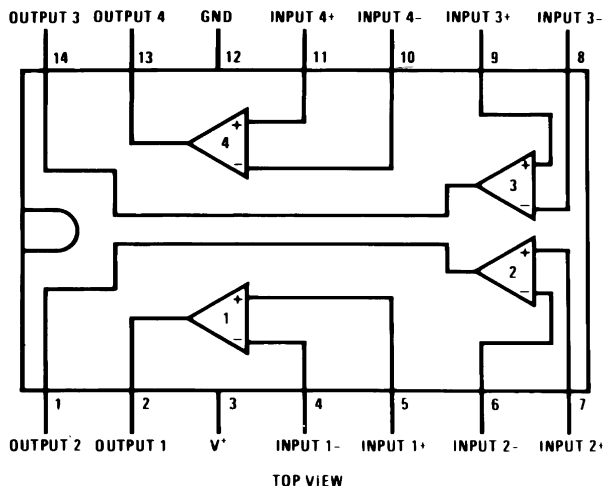 OUTPUT 3 OUTPUT 4 GND INPUT 4+ INPUT 4− INPUT 3+ INPUT 3−
14 13 12 11 10 9 8
+
4
−
+
3
−
+
2
−
+
1
−
1 2 3 4 5 6 7
OUTPUT 2 OUTPUT 1 V+ INPUT 1− INPUT 1+ INPUT 2− INPUT 2+
TOP VIEW